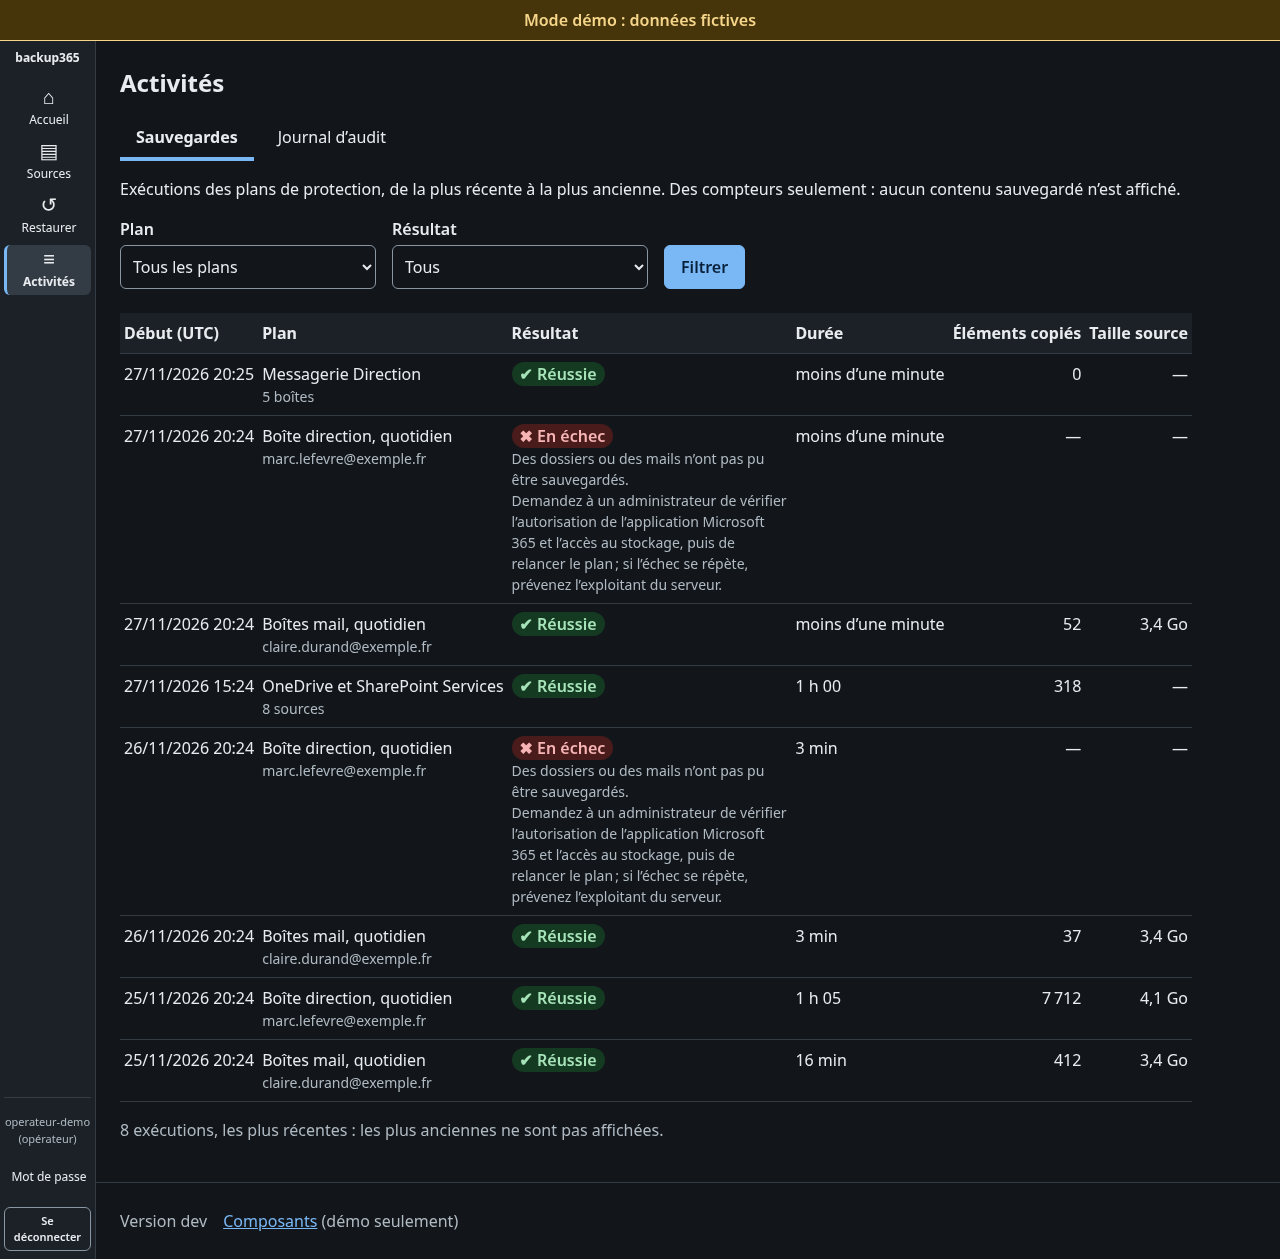 Mode démo : données fictives
backup365
Accueil
Sources
Restaurer
Activités
operateur-demo
(opérateur)
Mot de passe
Se
déconnecter
Activités
Sauvegardes Journal d’audit
Exécutions des plans de protection, de la plus récente à la plus ancienne. Des compteurs seulement : aucun contenu sauvegardé n’est affiché.
Plan Résultat
Tous les plans Tous Filtrer
Début (UTC) Plan Résultat Durée Éléments copiés Taille source
27/11/2026 20:25 Messagerie Direction ✔ Réussie moins d’une minute 0 —
5 boîtes
27/11/2026 20:24 Boîte direction, quotidien ✖ En échec moins d’une minute — —
marc.lefevre@exemple.fr Des dossiers ou des mails n’ont pas pu
être sauvegardés.
Demandez à un administrateur de vérifier
l’autorisation de l’application Microsoft
365 et l’accès au stockage, puis de
relancer le plan ; si l’échec se répète,
prévenez l’exploitant du serveur.
27/11/2026 20:24 Boîtes mail, quotidien ✔ Réussie moins d’une minute 52 3,4 Go
claire.durand@exemple.fr
27/11/2026 15:24 OneDrive et SharePoint Services ✔ Réussie 1 h 00 318 —
8 sources
26/11/2026 20:24 Boîte direction, quotidien ✖ En échec 3 min — —
marc.lefevre@exemple.fr Des dossiers ou des mails n’ont pas pu
être sauvegardés.
Demandez à un administrateur de vérifier
l’autorisation de l’application Microsoft
365 et l’accès au stockage, puis de
relancer le plan ; si l’échec se répète,
prévenez l’exploitant du serveur.
26/11/2026 20:24 Boîtes mail, quotidien ✔ Réussie 3 min 37 3,4 Go
claire.durand@exemple.fr
25/11/2026 20:24 Boîte direction, quotidien ✔ Réussie 1 h 05 7 712 4,1 Go
marc.lefevre@exemple.fr
25/11/2026 20:24 Boîtes mail, quotidien ✔ Réussie 16 min 412 3,4 Go
claire.durand@exemple.fr
8 exécutions, les plus récentes : les plus anciennes ne sont pas affichées.
Version dev Composants (démo seulement)